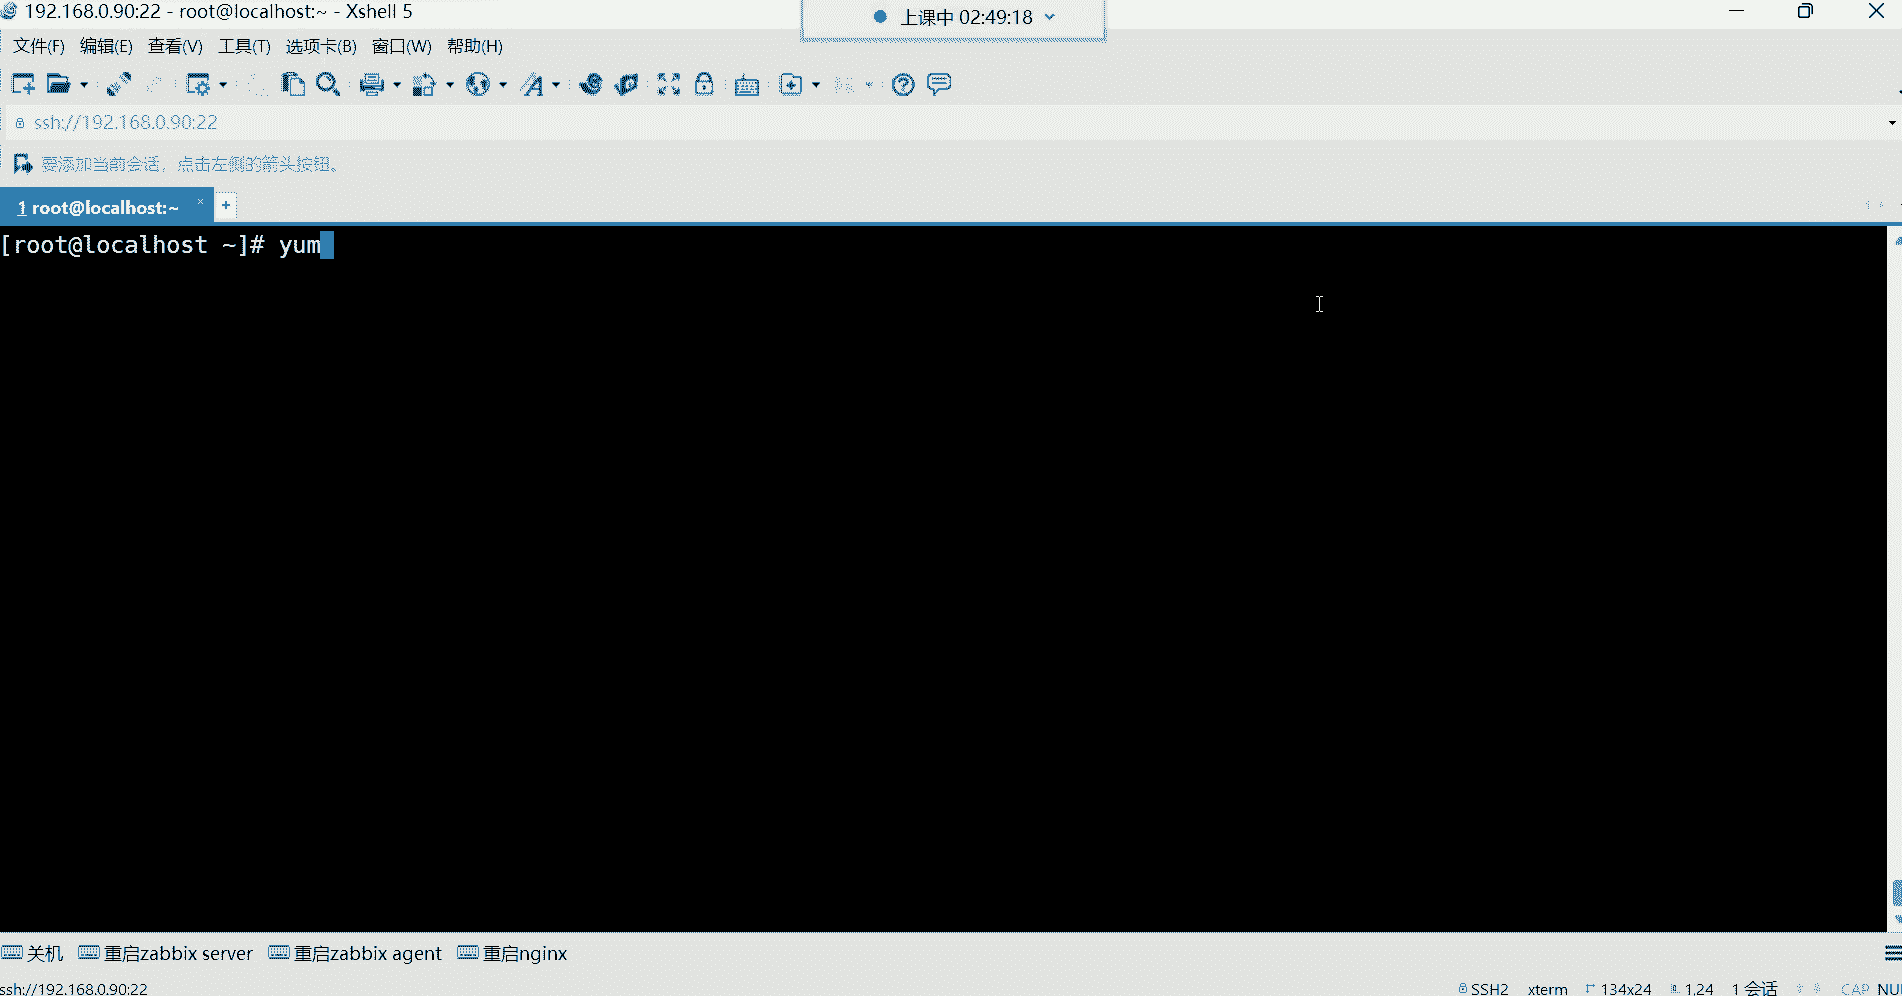 192.168.0.90:22 - root@localhost:~ - Xshell 5
上课中 02:49:18
文件(F) 编辑(E) 查看(V) 工具(T) 选项卡(B) 窗口(W) 帮助(H)
ssh://192.168.0.90:22
要添加当前会话，点击左侧的箭头按钮。
1 root@localhost:~ × +
[root@localhost ~]# yum
关机 重启zabbix server 重启zabbix agent 重启nginx
ssh://192.168.0.90:22 SSH2 xterm 134x24 1,24 1 会话 CAP NU